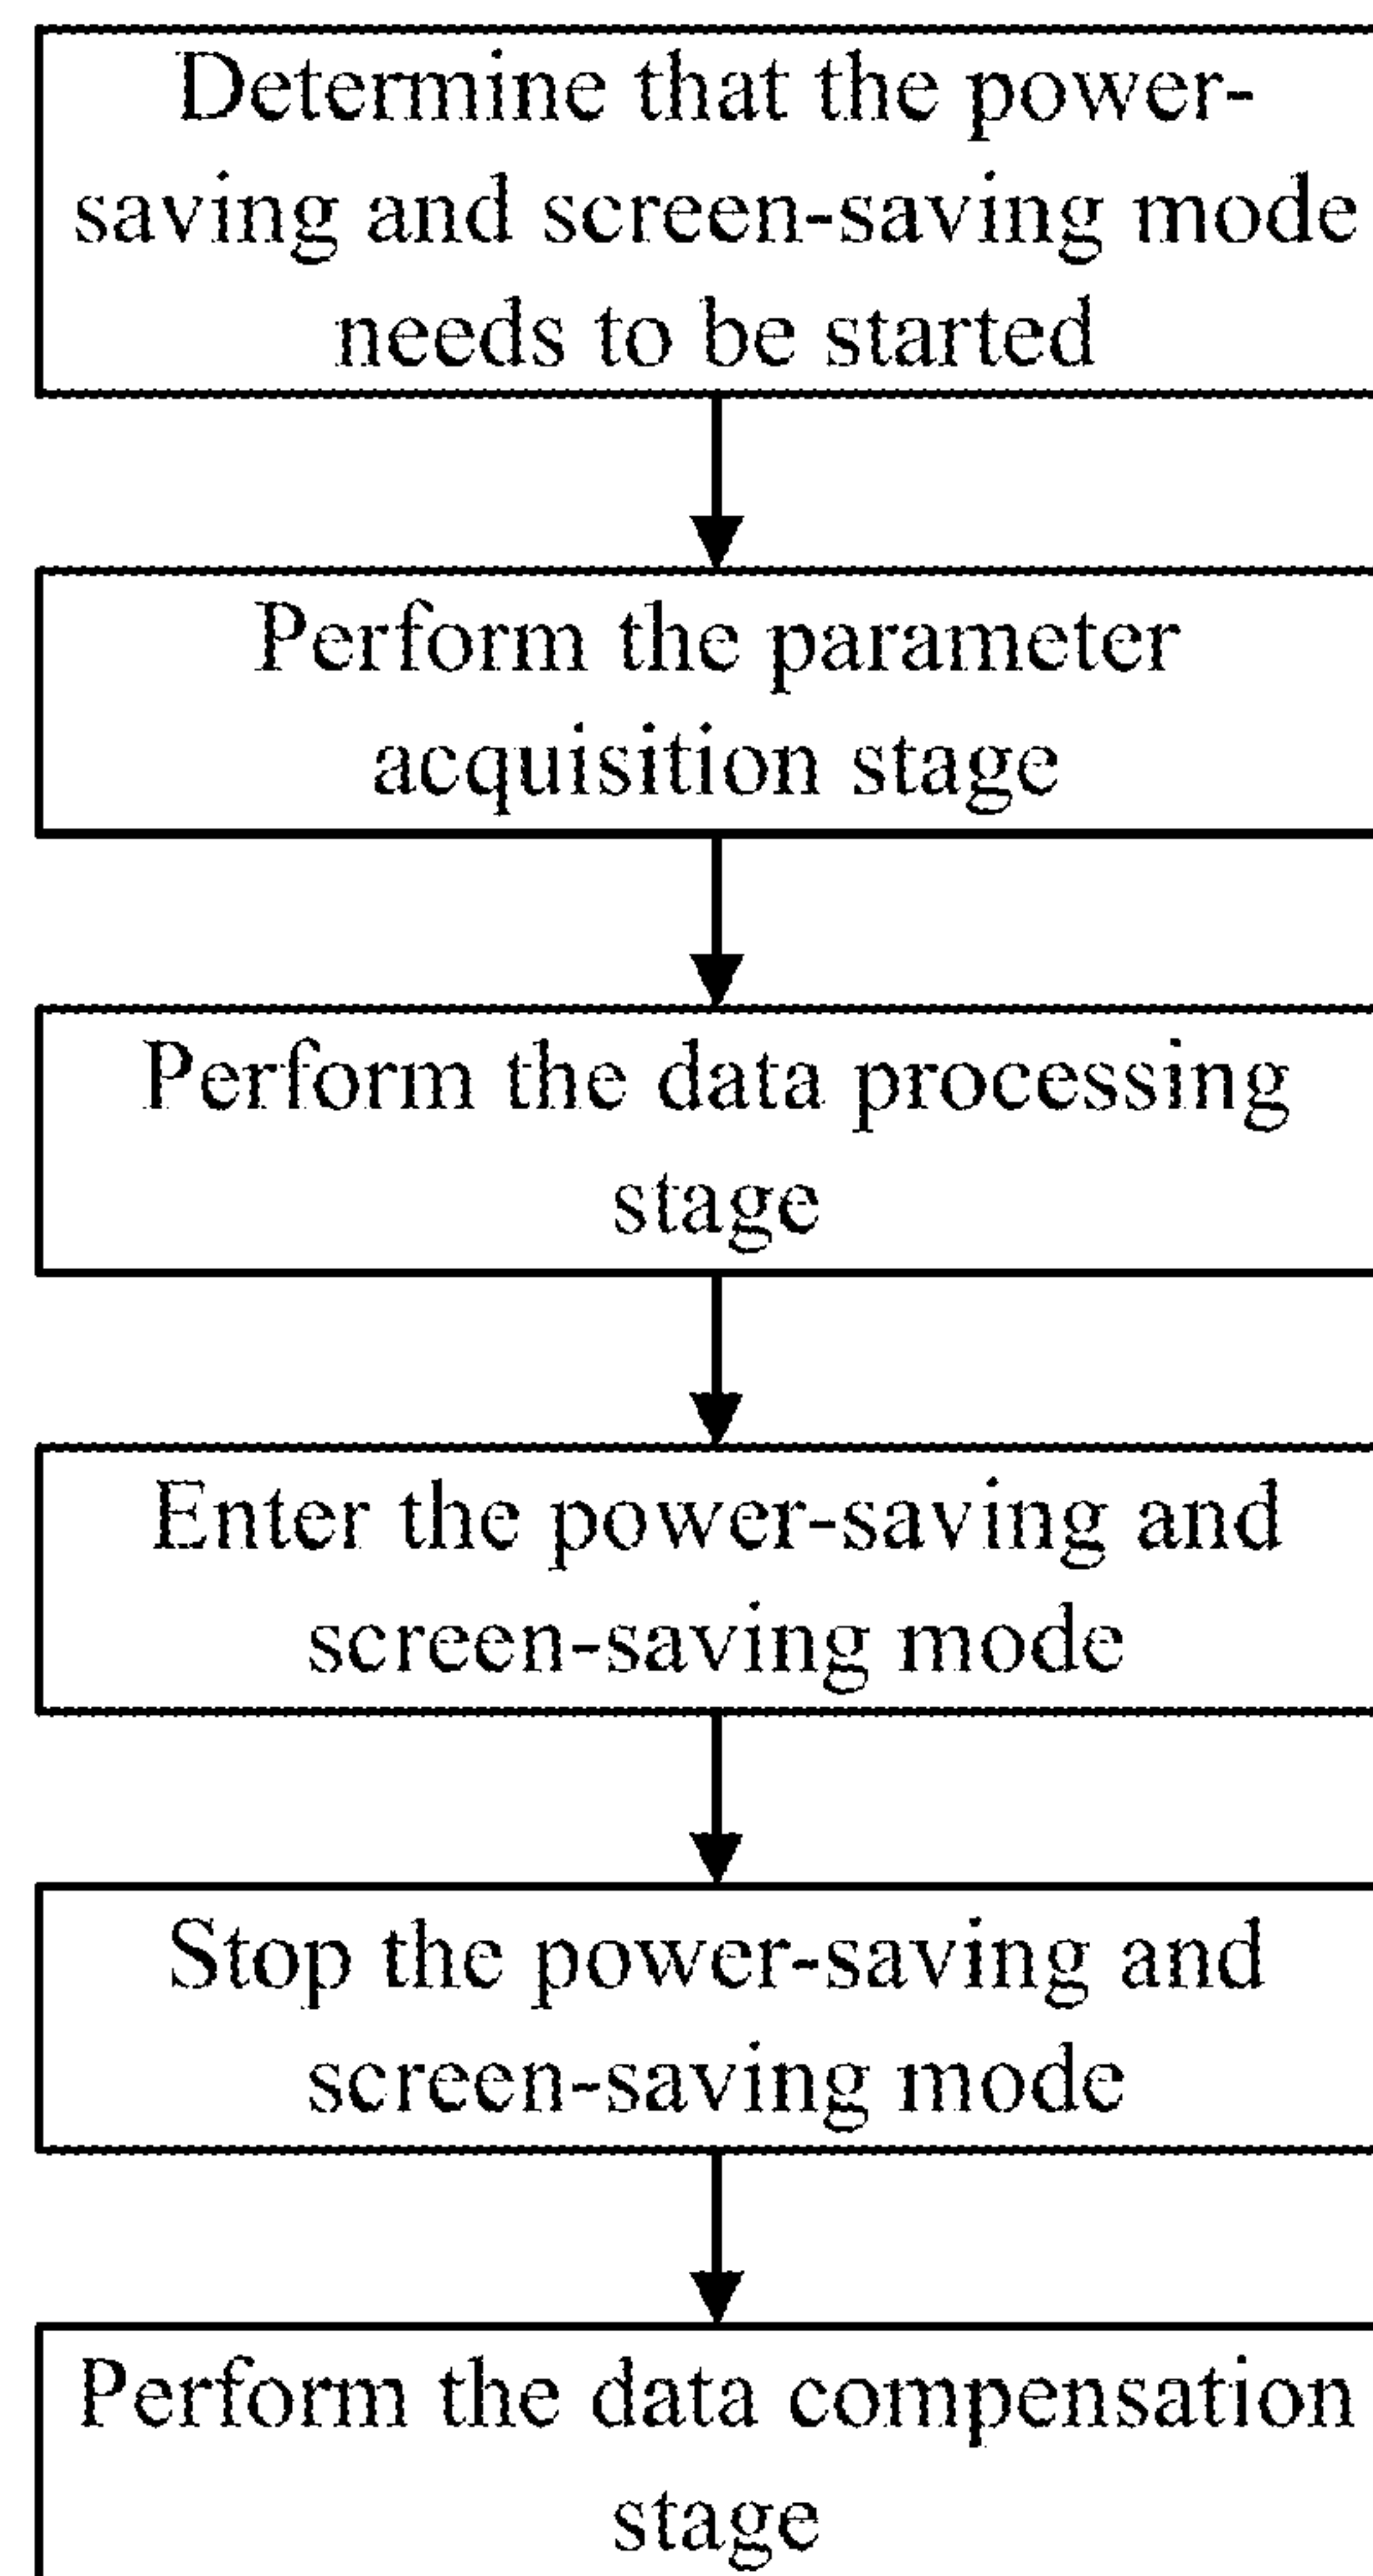 Determine that the power-
saving and screen-saving mode
needs to be started
Perform the parameter
acquisition stage
Perform the data processing
stage
Enter the power-saving and
screen-saving mode
Stop the power-saving and
screen-saving mode
Perform the data compensation
stage